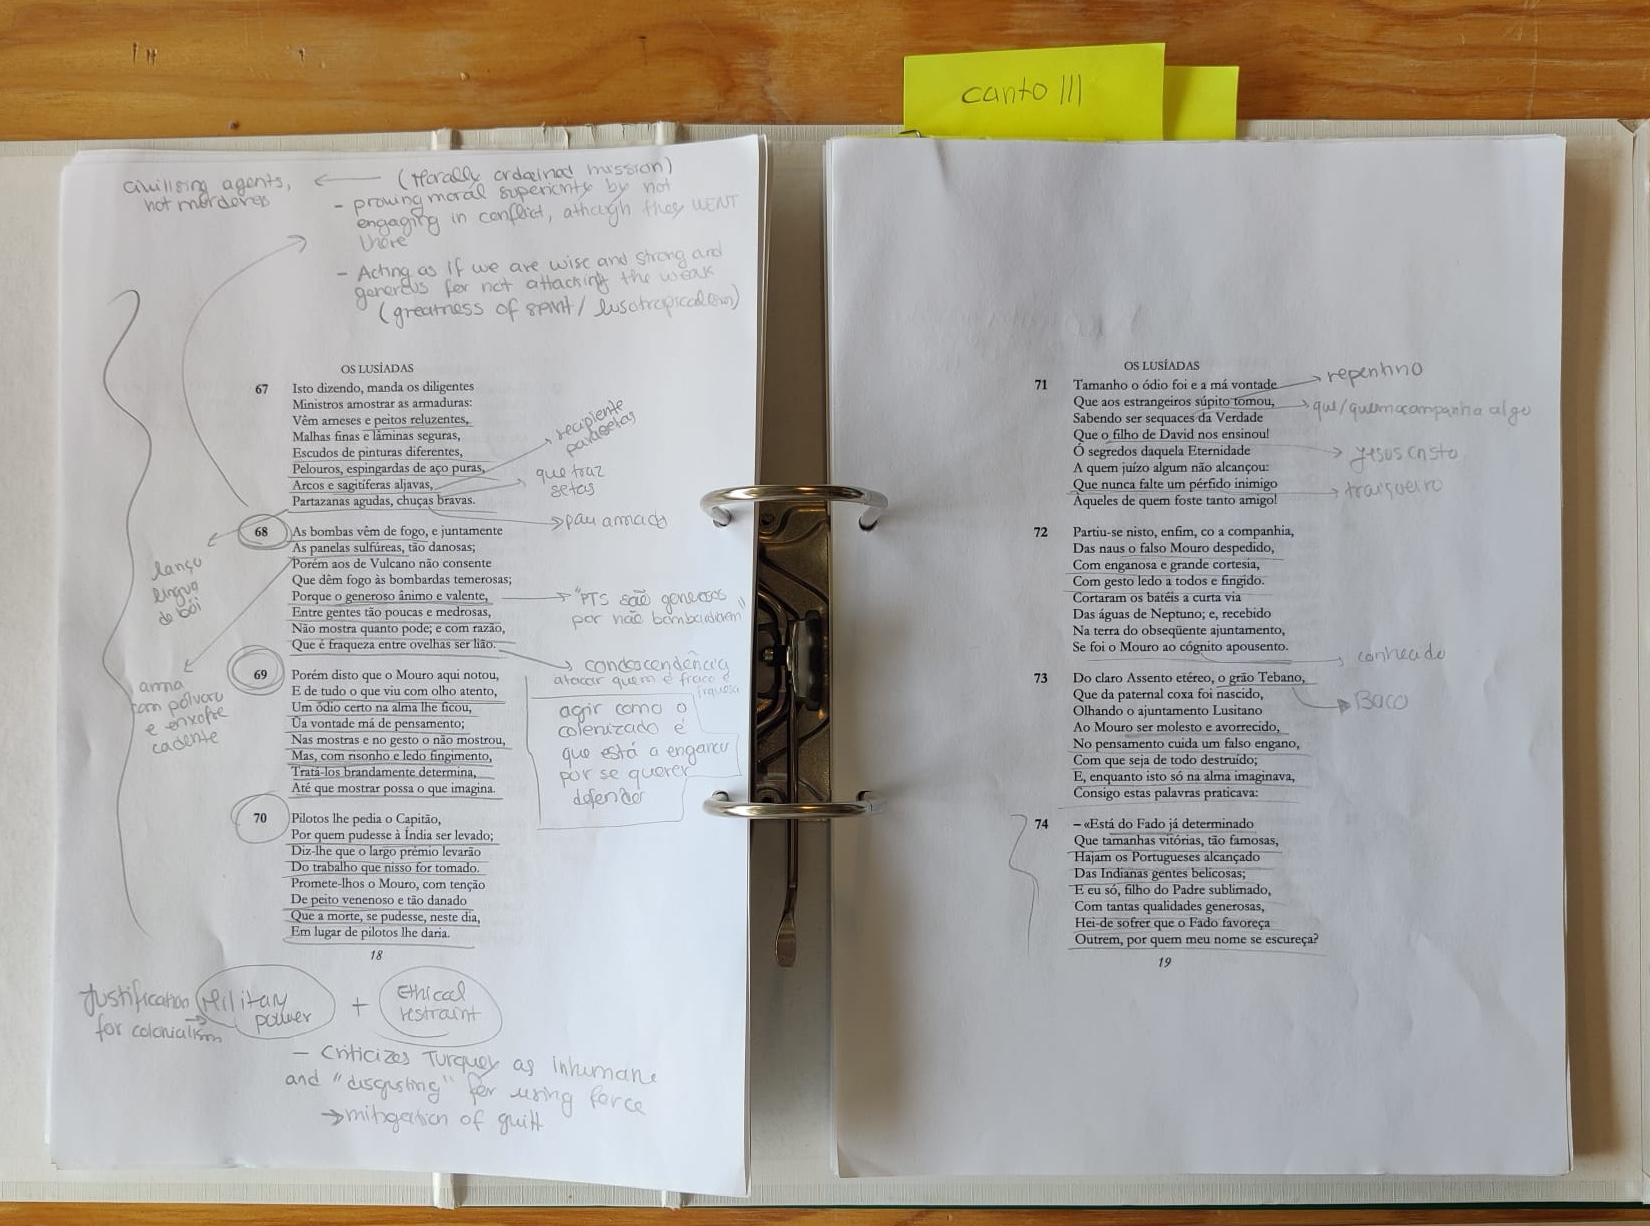 canto III
civilising agents,
not morderers
(Morally ordained mission)
- proving moral superiority by not
engaging in conflict, athough they WENT
there
- Acting as if we are wise and strong and
generous for not attacking the weak
(greatness of spirit / lusotropicalism)
OS LUSÍADAS
67 Isto dizendo, manda os diligentes
Ministros amostrar as armaduras:
Vêm arneses e peitos reluzentes,
Malhas finas e lâminas seguras,
Escudos de pinturas diferentes,
Pelouros, espingardas de aço puras,
Arcos e sagitíferas aljavas,
Partazanas agudas, chuças bravas.
recipiente
para setas
que traz
setas
pau armado
68 As bombas vêm de fogo, e juntamente
As panelas sulfúreas, tão danosas;
Porém aos de Vulcano não consente
Que dêm fogo às bombardas temerosas;
Porque o generoso ânimo e valente,
Entre gentes tão poucas e medrosas,
Não mostra quanto pode; e com razão,
Que é fraqueza entre ovelhas ser lião.
lança
língua
de boi
"PTS são generosos
por não bombardearem"
condescendência
atacar quem é fraco é
fraqueza
69 Porém disto que o Mouro aqui notou,
E de tudo o que viu com olho atento,
Um ódio certo na alma lhe ficou,
Ũa vontade má de pensamento;
Nas mostras e no gesto o não mostrou,
Mas, com risonho e ledo fingimento,
Tratá-los brandamente determina,
Até que mostrar possa o que imagina.
arma
com pólvora
e enxofre
cadente
agir como o
colonizado é
que está a enganar
por se querer
defender
70 Pilotos lhe pedia o Capitão,
Por quem pudesse à Índia ser levado;
Diz-lhe que o largo prémio levarão
Do trabalho que nisso for tomado.
Promete-lhos o Mouro, com tenção
De peito venenoso e tão danado
Que a morte, se pudesse, neste dia,
Em lugar de pilotos lhe daria.
18
Justification
for colonialism
Military
power
+
Ethical
restraint
- Criticizes Turquey as inhumane
and "disgusting" for using force
→ mitigation of guilt
OS LUSÍADAS
71 Tamanho o ódio foi e a má vontade
Que aos estrangeiros súpito tomou,
Sabendo ser sequaces da Verdade
Que o filho de David nos ensinou!
Ó segredos daquela Eternidade
A quem juízo algum não alcançou:
Que nunca falte um pérfido inimigo
Àqueles de quem foste tanto amigo!
repentino
que/quem acompanha algo
Jesus Cristo
traiçoeiro
72 Partiu-se nisto, enfim, co a companhia,
Das naus o falso Mouro despedido,
Com enganosa e grande cortesia,
Com gesto ledo a todos e fingido.
Cortaram os batéis a curta via
Das águas de Neptuno; e, recebido
Na terra do obseqüente ajuntamento,
Se foi o Mouro ao cógnito apousento.
conhecido
73 Do claro Assento etéreo, o grão Tebano,
Que da paternal coxa foi nascido,
Olhando o ajuntamento Lusitano
Ao Mouro ser molesto e avorrecido,
No pensamento cuida um falso engano,
Com que seja de todo destruído;
E, enquanto isto só na alma imaginava,
Consigo estas palavras praticava:
Baco
74 – «Está do Fado já determinado
Que tamanhas vitórias, tão famosas,
Hajam os Portugueses alcançado
Das Indianas gentes belicosas;
E eu só, filho do Padre sublimado,
Com tantas qualidades generosas,
Hei-de sofrer que o Fado favoreça
Outrem, por quem meu nome se escureça?
19